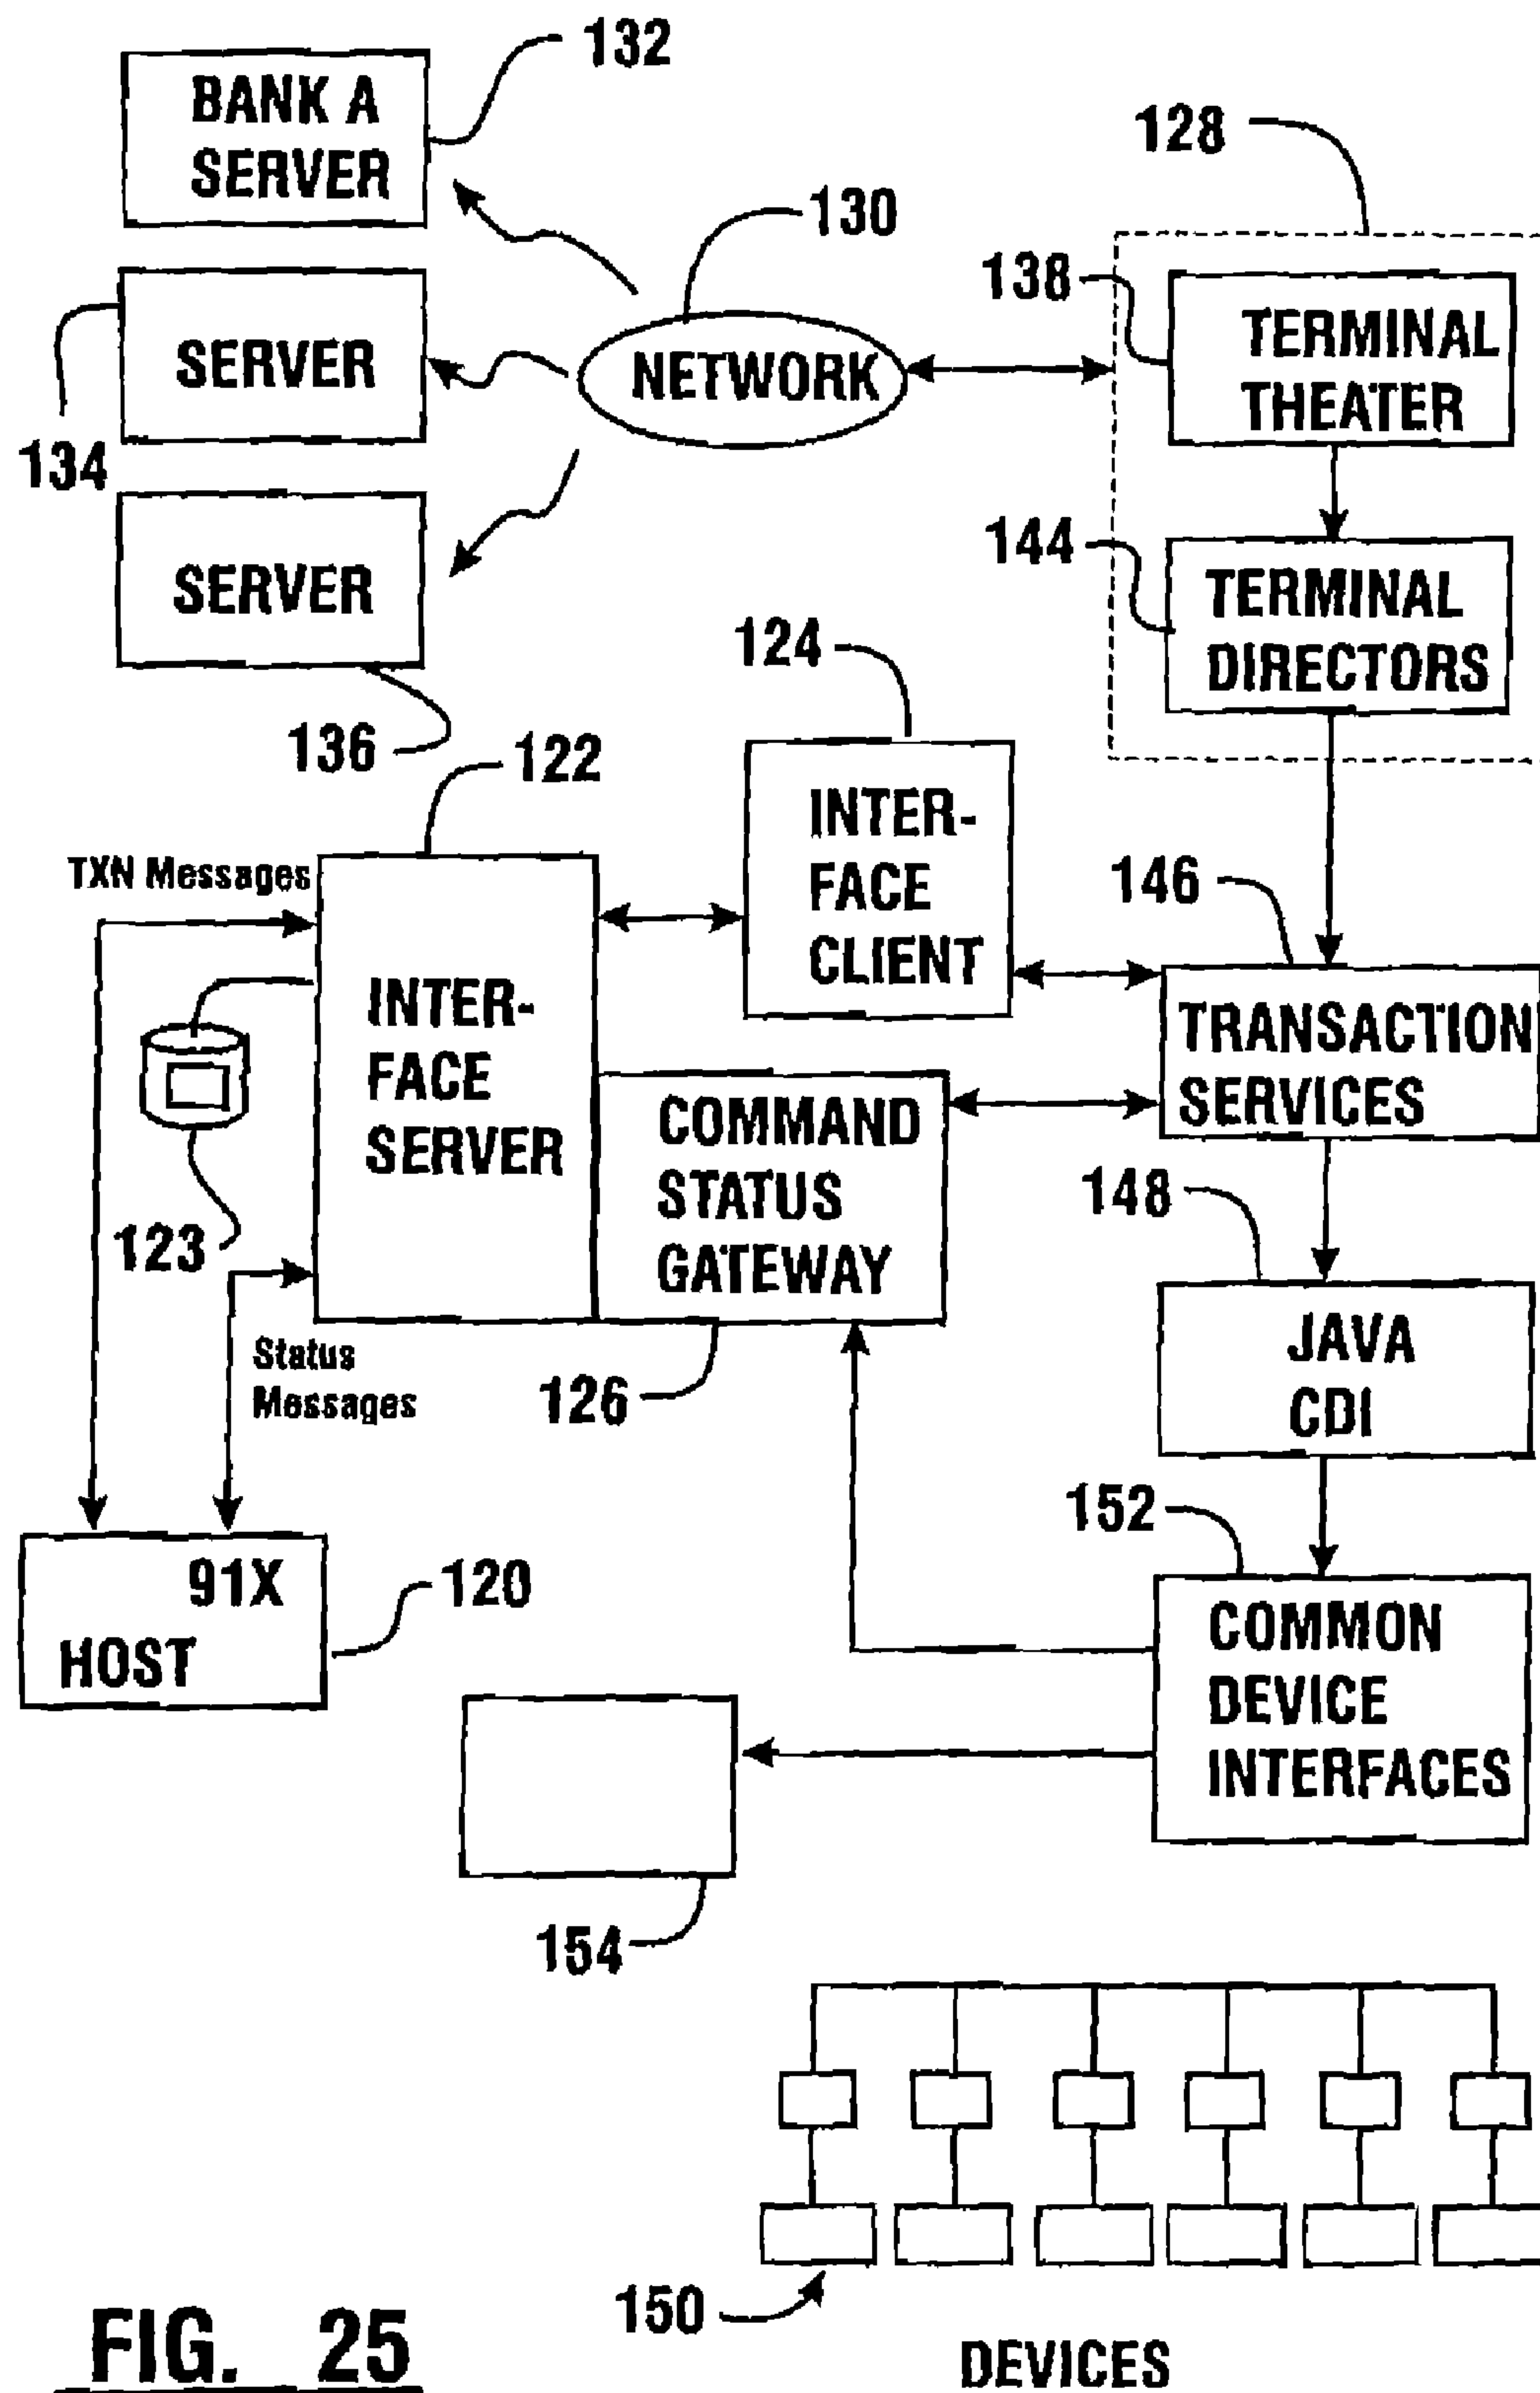 132
BANK A
SERVER
128
130
138
TERMINAL
THEATER
SERVER
NETWORK
134
144
TERMINAL
DIRECTORS
SERVER
124
136
122
INTER-
FACE
CLIENT
TXN Messages
146
INTER-
FACE
SERVER
TRANSACTION
SERVICES
COMMAND
STATUS
GATEWAY
148
123
JAVA
CDI
Status
Messages
126
152
91X
HOST
120
COMMON
DEVICE
INTERFACES
154
150
DEVICES
FIG. 25